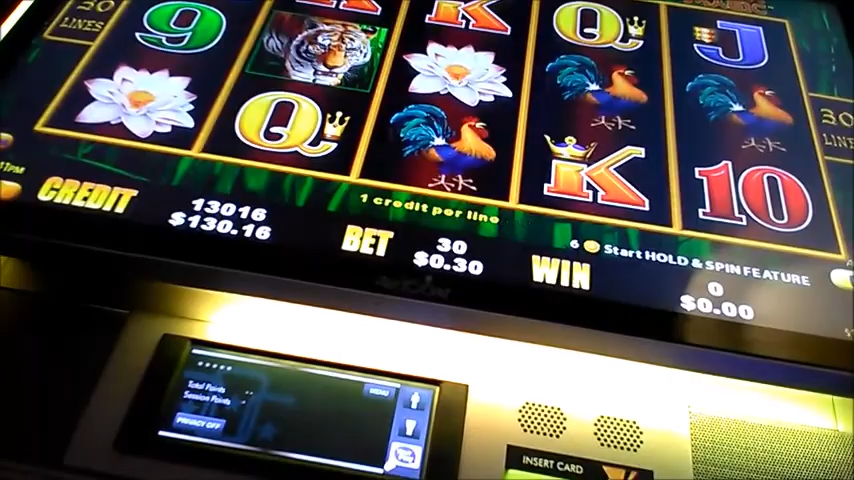 30
LINES
9
K
K
Q
J
Q
K
10
30
LINES
1 credit per line
CREDIT
13016
$130.16
BET
30
$0.30
6 Start HOLD & SPIN FEATURE
WIN
0
$0.00
Total Points
Session Points
PRIVACY OFF
MENU
INSERT CARD